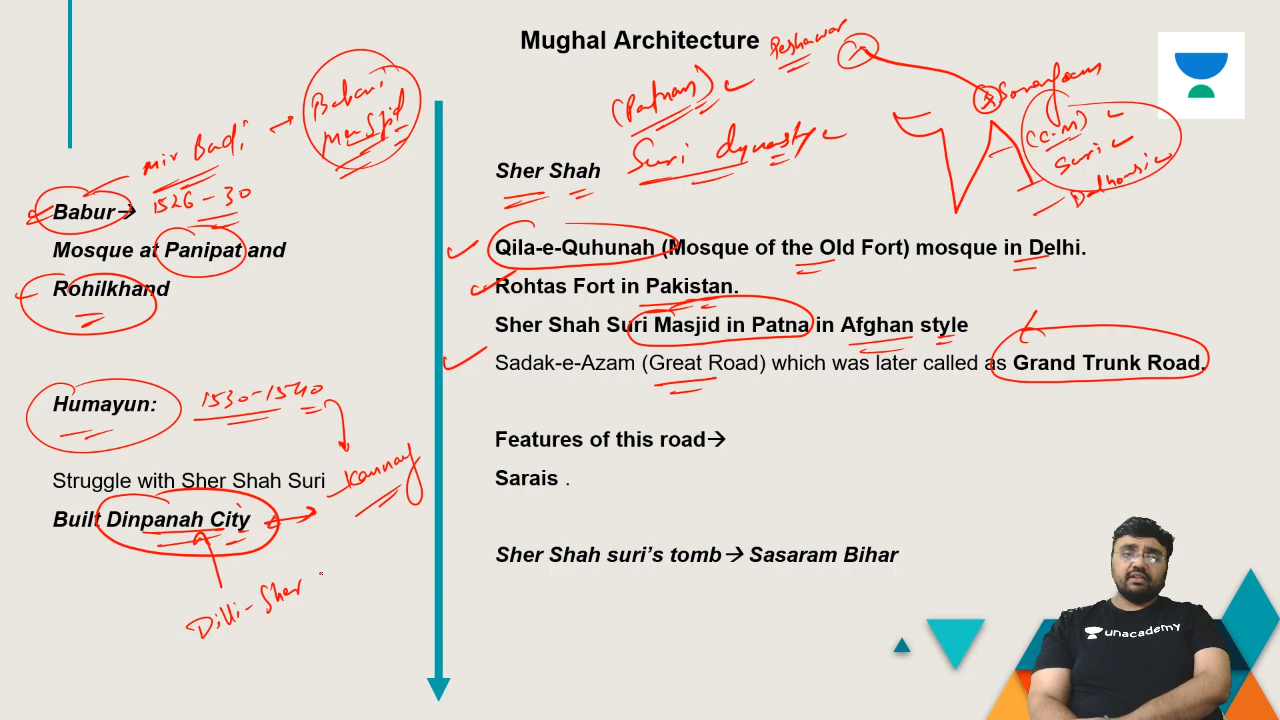 Mughal Architecture
Peshawar
(Pathan)
Sonargaon
(C.M)
Suri
Dalhousi
Babari
Masjid
mir Badi
1526-30
Babur→
Mosque at Panipat and
Rohilkhand
Humayun:
1530-1540
Struggle with Sher Shah Suri
Kannauj
Built Dinpanah City
Dilli-Sher
Suri dynasty
Sher Shah
Qila-e-Quhunah (Mosque of the Old Fort) mosque in Delhi.
Rohtas Fort in Pakistan.
Sher Shah Suri Masjid in Patna in Afghan style
Sadak-e-Azam (Great Road) which was later called as Grand Trunk Road.
Features of this road→
Sarais .
Sher Shah suri's tomb→ Sasaram Bihar
unacademy